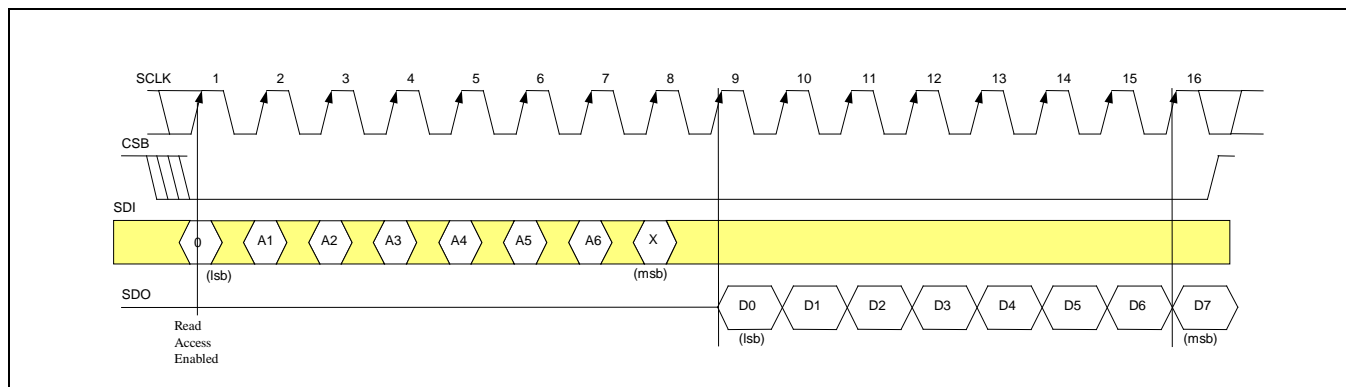 SCLK 1 2 3 4 5 6 7 8 9 10 11 12 13 14 15 16
CSB
SDI
0 A1 A2 A3 A4 A5 A6 X
(lsb) (msb)
SDO
D0 D1 D2 D3 D4 D5 D6 D7
(lsb) (msb)
Read
Access
Enabled